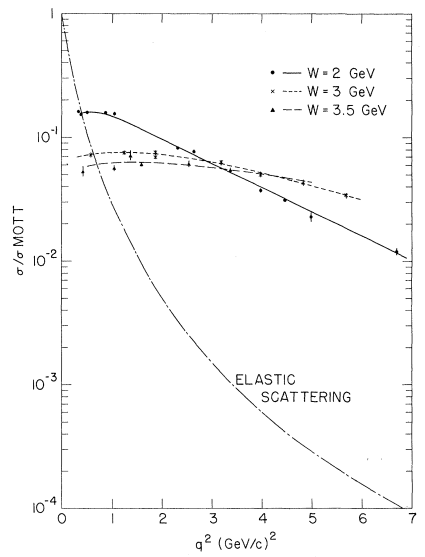 1
10-1
10-2
10-3
10-4
σ/σ MOTT
W = 2 GeV
W = 3 GeV
W = 3.5 GeV
ELASTIC
SCATTERING
0 1 2 3 4 5 6 7
q² (GeV/c)²